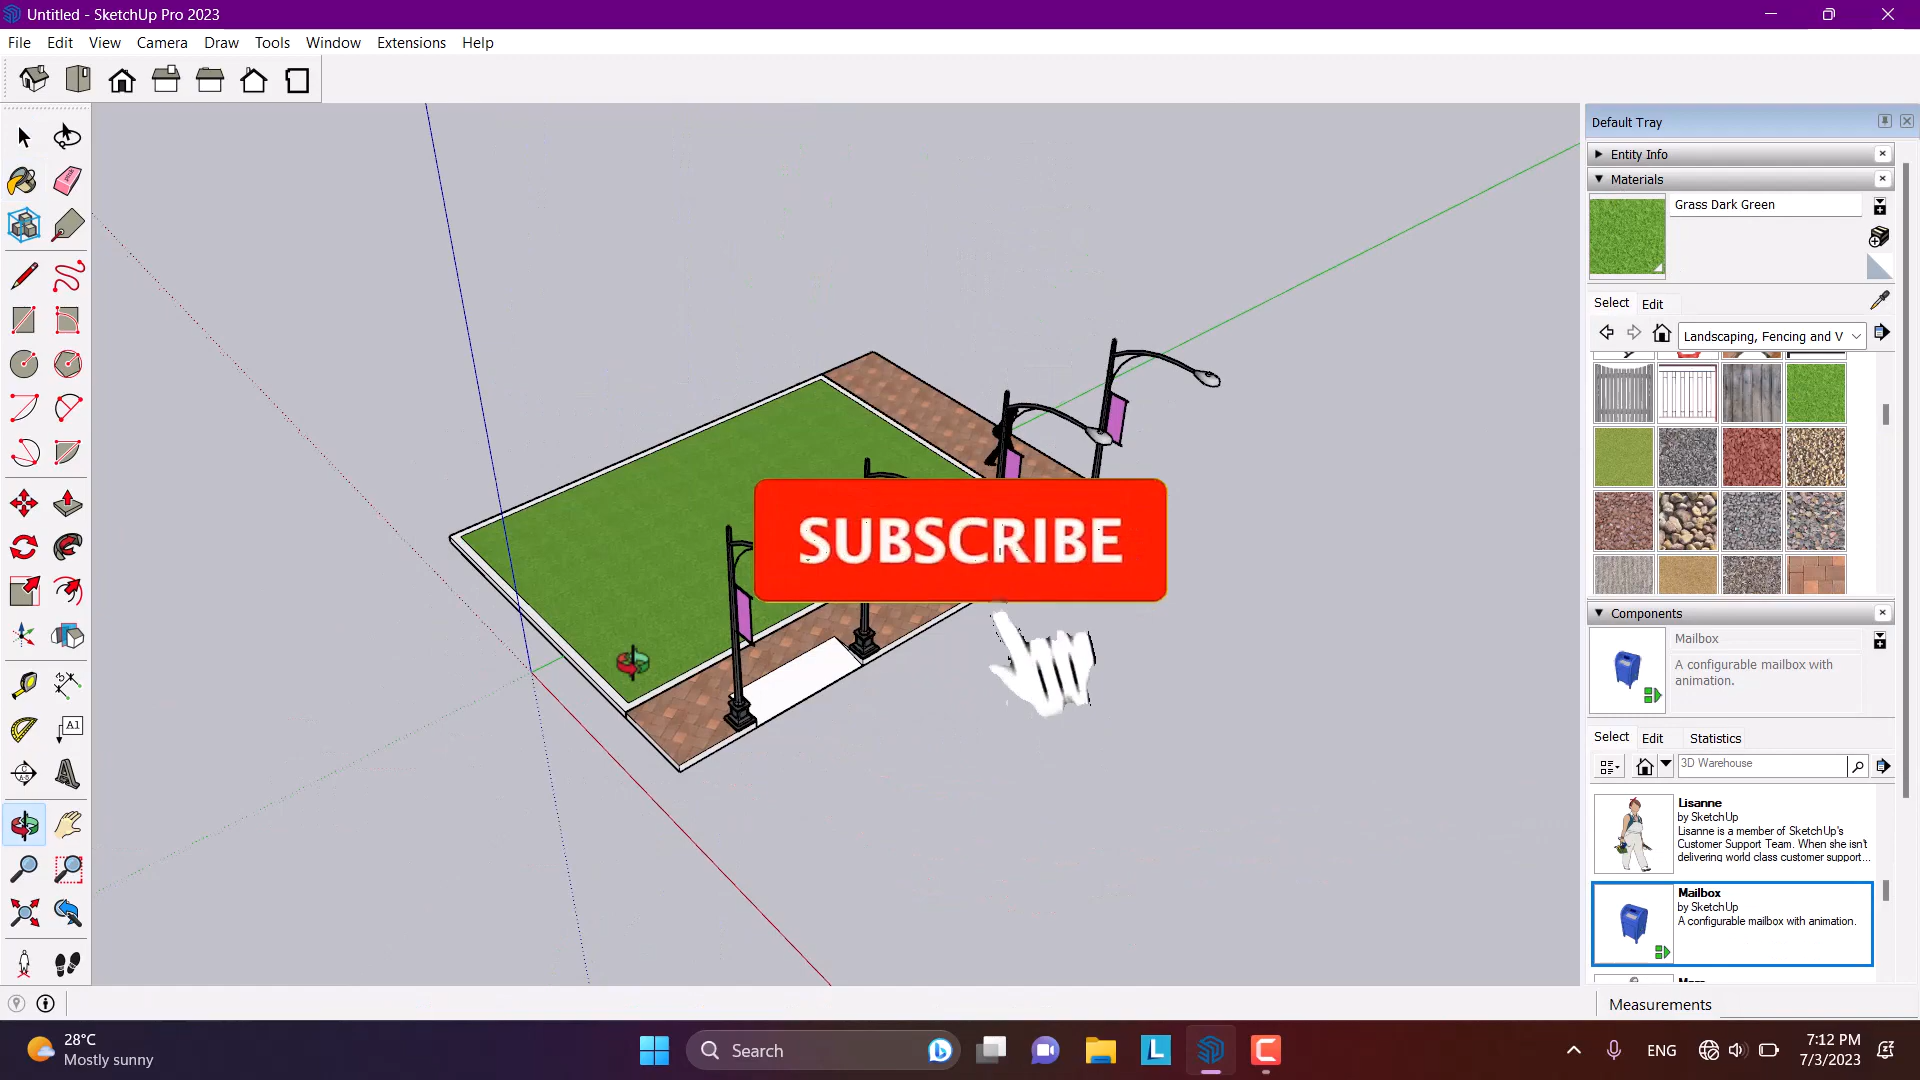 Untitled - SketchUp Pro 2023
File Edit View Camera Draw Tools Window Extensions Help
Default Tray
Entity Info
Materials
Grass Dark Green
Select Edit
Landscaping, Fencing and V
SUBSCRIBE
Components
Mailbox
A configurable mailbox with
animation.
Select Edit Statistics
3D Warehouse
Lisanne
by SketchUp
Lisanne is a member of SketchUp's
Customer Support Team. When she isn't
delivering world class customer support...
Mailbox
by SketchUp
A configurable mailbox with animation.
A1
Measurements
28°C
Mostly sunny
Search
ENG
7:12 PM
7/3/2023